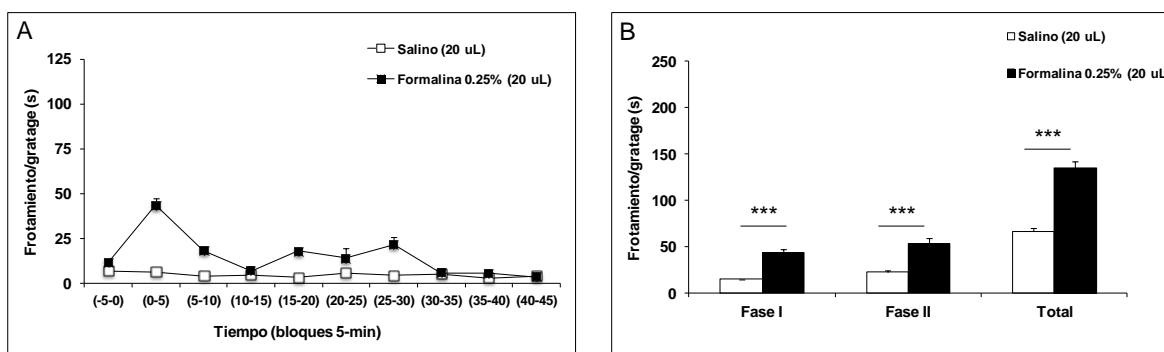 A
Salino (20 uL)
Formalina 0.25% (20 uL)
Frotamiento/gratage (s)
125
100
75
50
25
0
(-5-0) (0-5) (5-10) (10-15) (15-20) (20-25) (25-30) (30-35) (35-40) (40-45)
Tiempo (bloques 5-min)
B
Salino (20 uL)
Formalina 0.25% (20 uL
Frotamiento/gratage (s)
250
200
150
100
50
0
***
***
***
Fase I Fase II Total